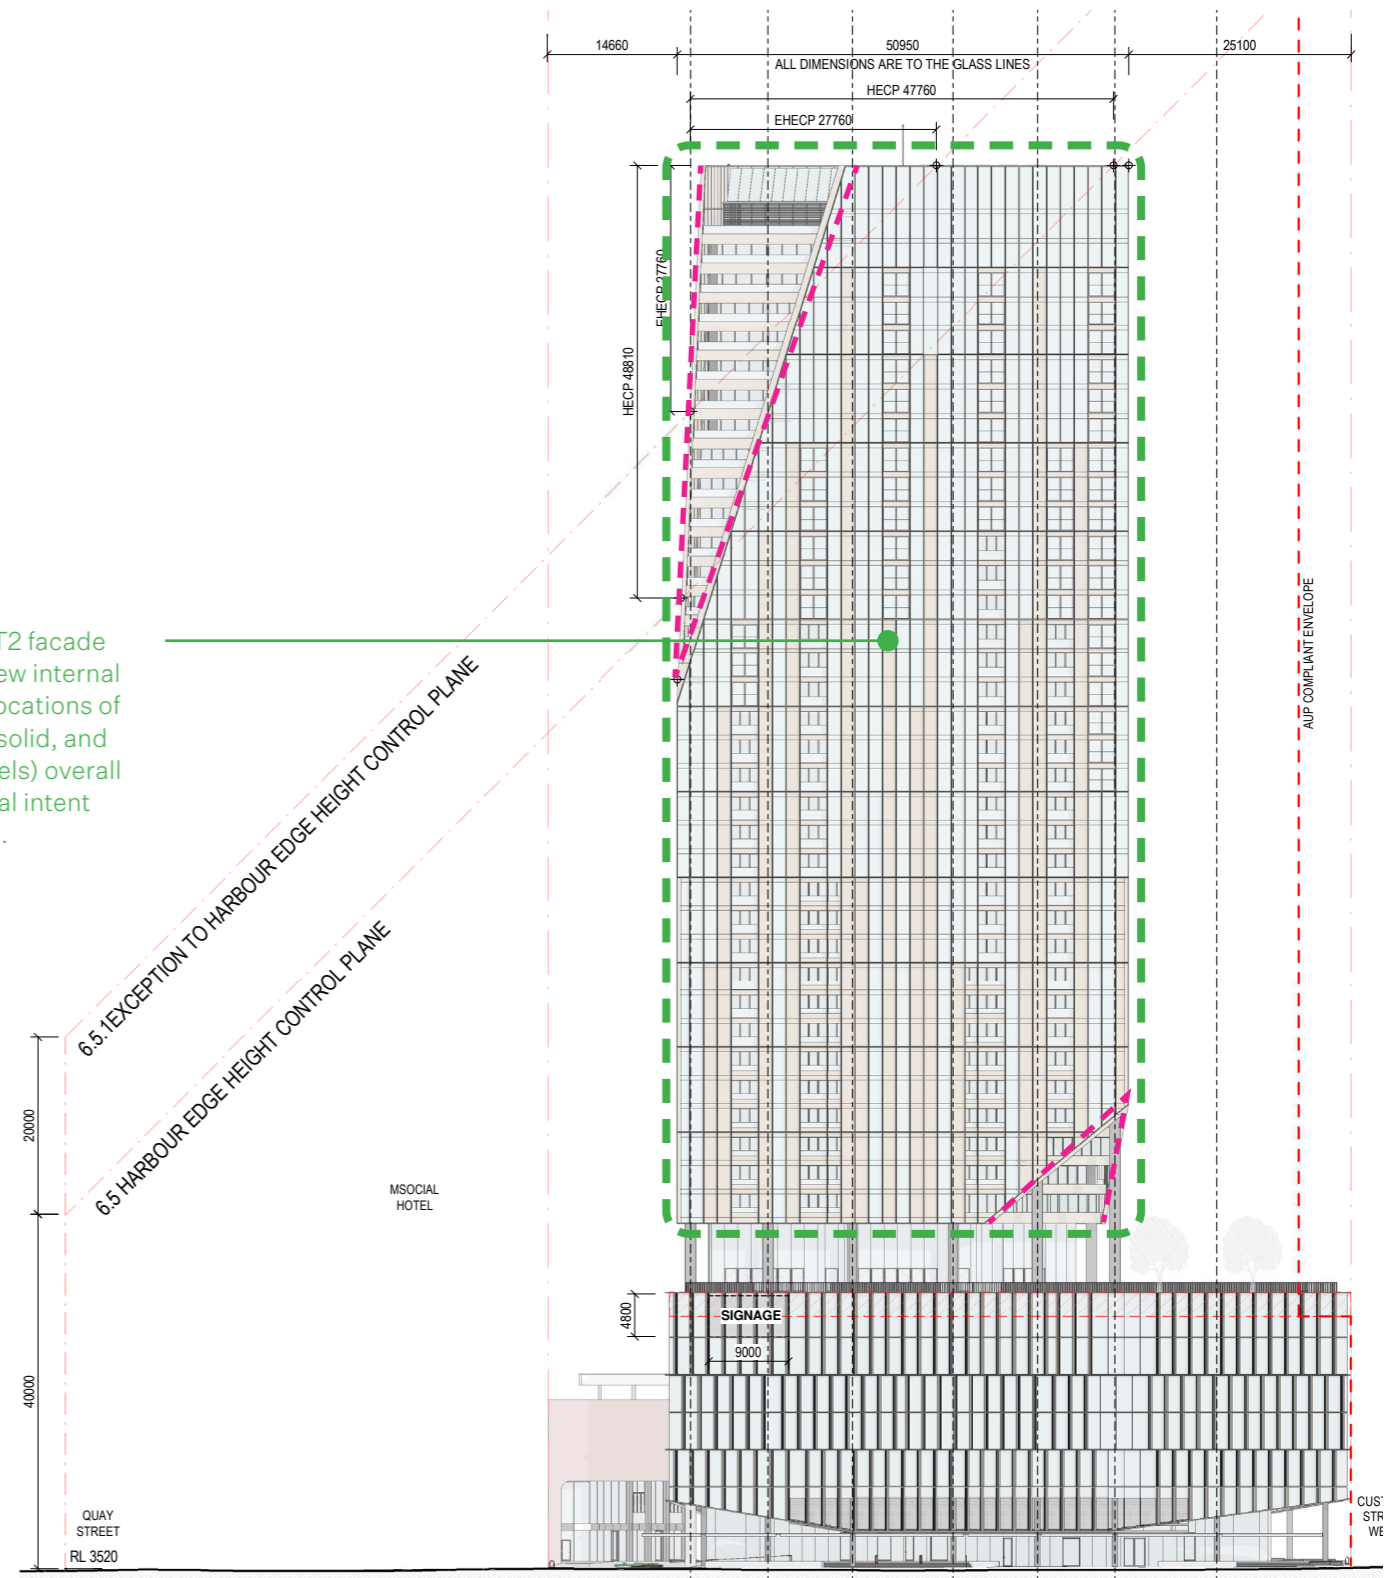 14660
50950
25100
ALL DIMENSIONS ARE TO THE GLASS LINES
HECP 47760
EHECP 27760
EHECP 27760
HECP 48810
T2 facade
ew internal
ocations of
solid, and
els) overall
al intent
.
6.5.1EXCEPTION TO HARBOUR EDGE HEIGHT CONTROL PLANE
6.5 HARBOUR EDGE HEIGHT CONTROL PLANE
AUP COMPLIANT ENVELOPE
20000
40000
MSOCIAL
HOTEL
4800
SIGNAGE
9000
QUAY
STREET
RL 3520
CUST
STR
WE